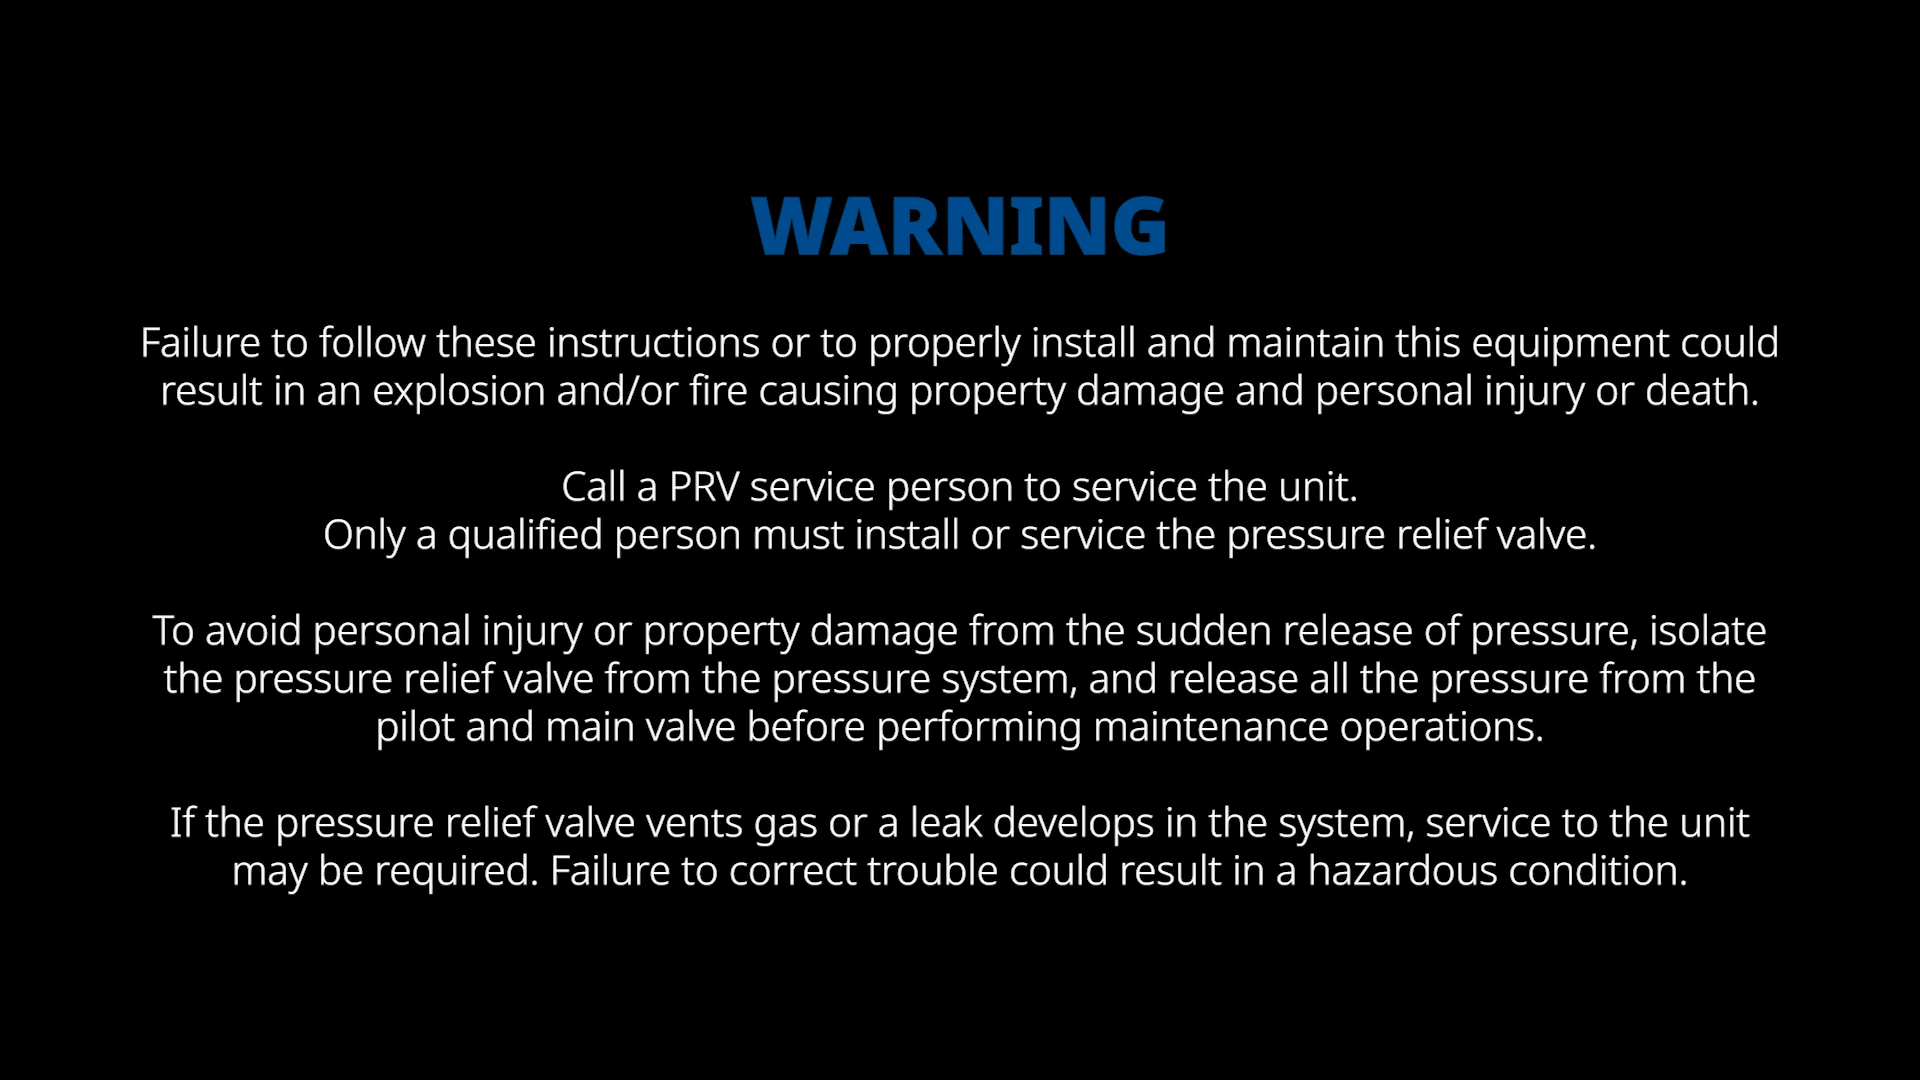 WARNING
Failure to follow these instructions or to properly install and maintain this equipment could
result in an explosion and/or fire causing property damage and personal injury or death.
Call a PRV service person to service the unit.
Only a qualified person must install or service the pressure relief valve.
To avoid personal injury or property damage from the sudden release of pressure, isolate
the pressure relief valve from the pressure system, and release all the pressure from the
pilot and main valve before performing maintenance operations.
If the pressure relief valve vents gas or a leak develops in the system, service to the unit
may be required. Failure to correct trouble could result in a hazardous condition.